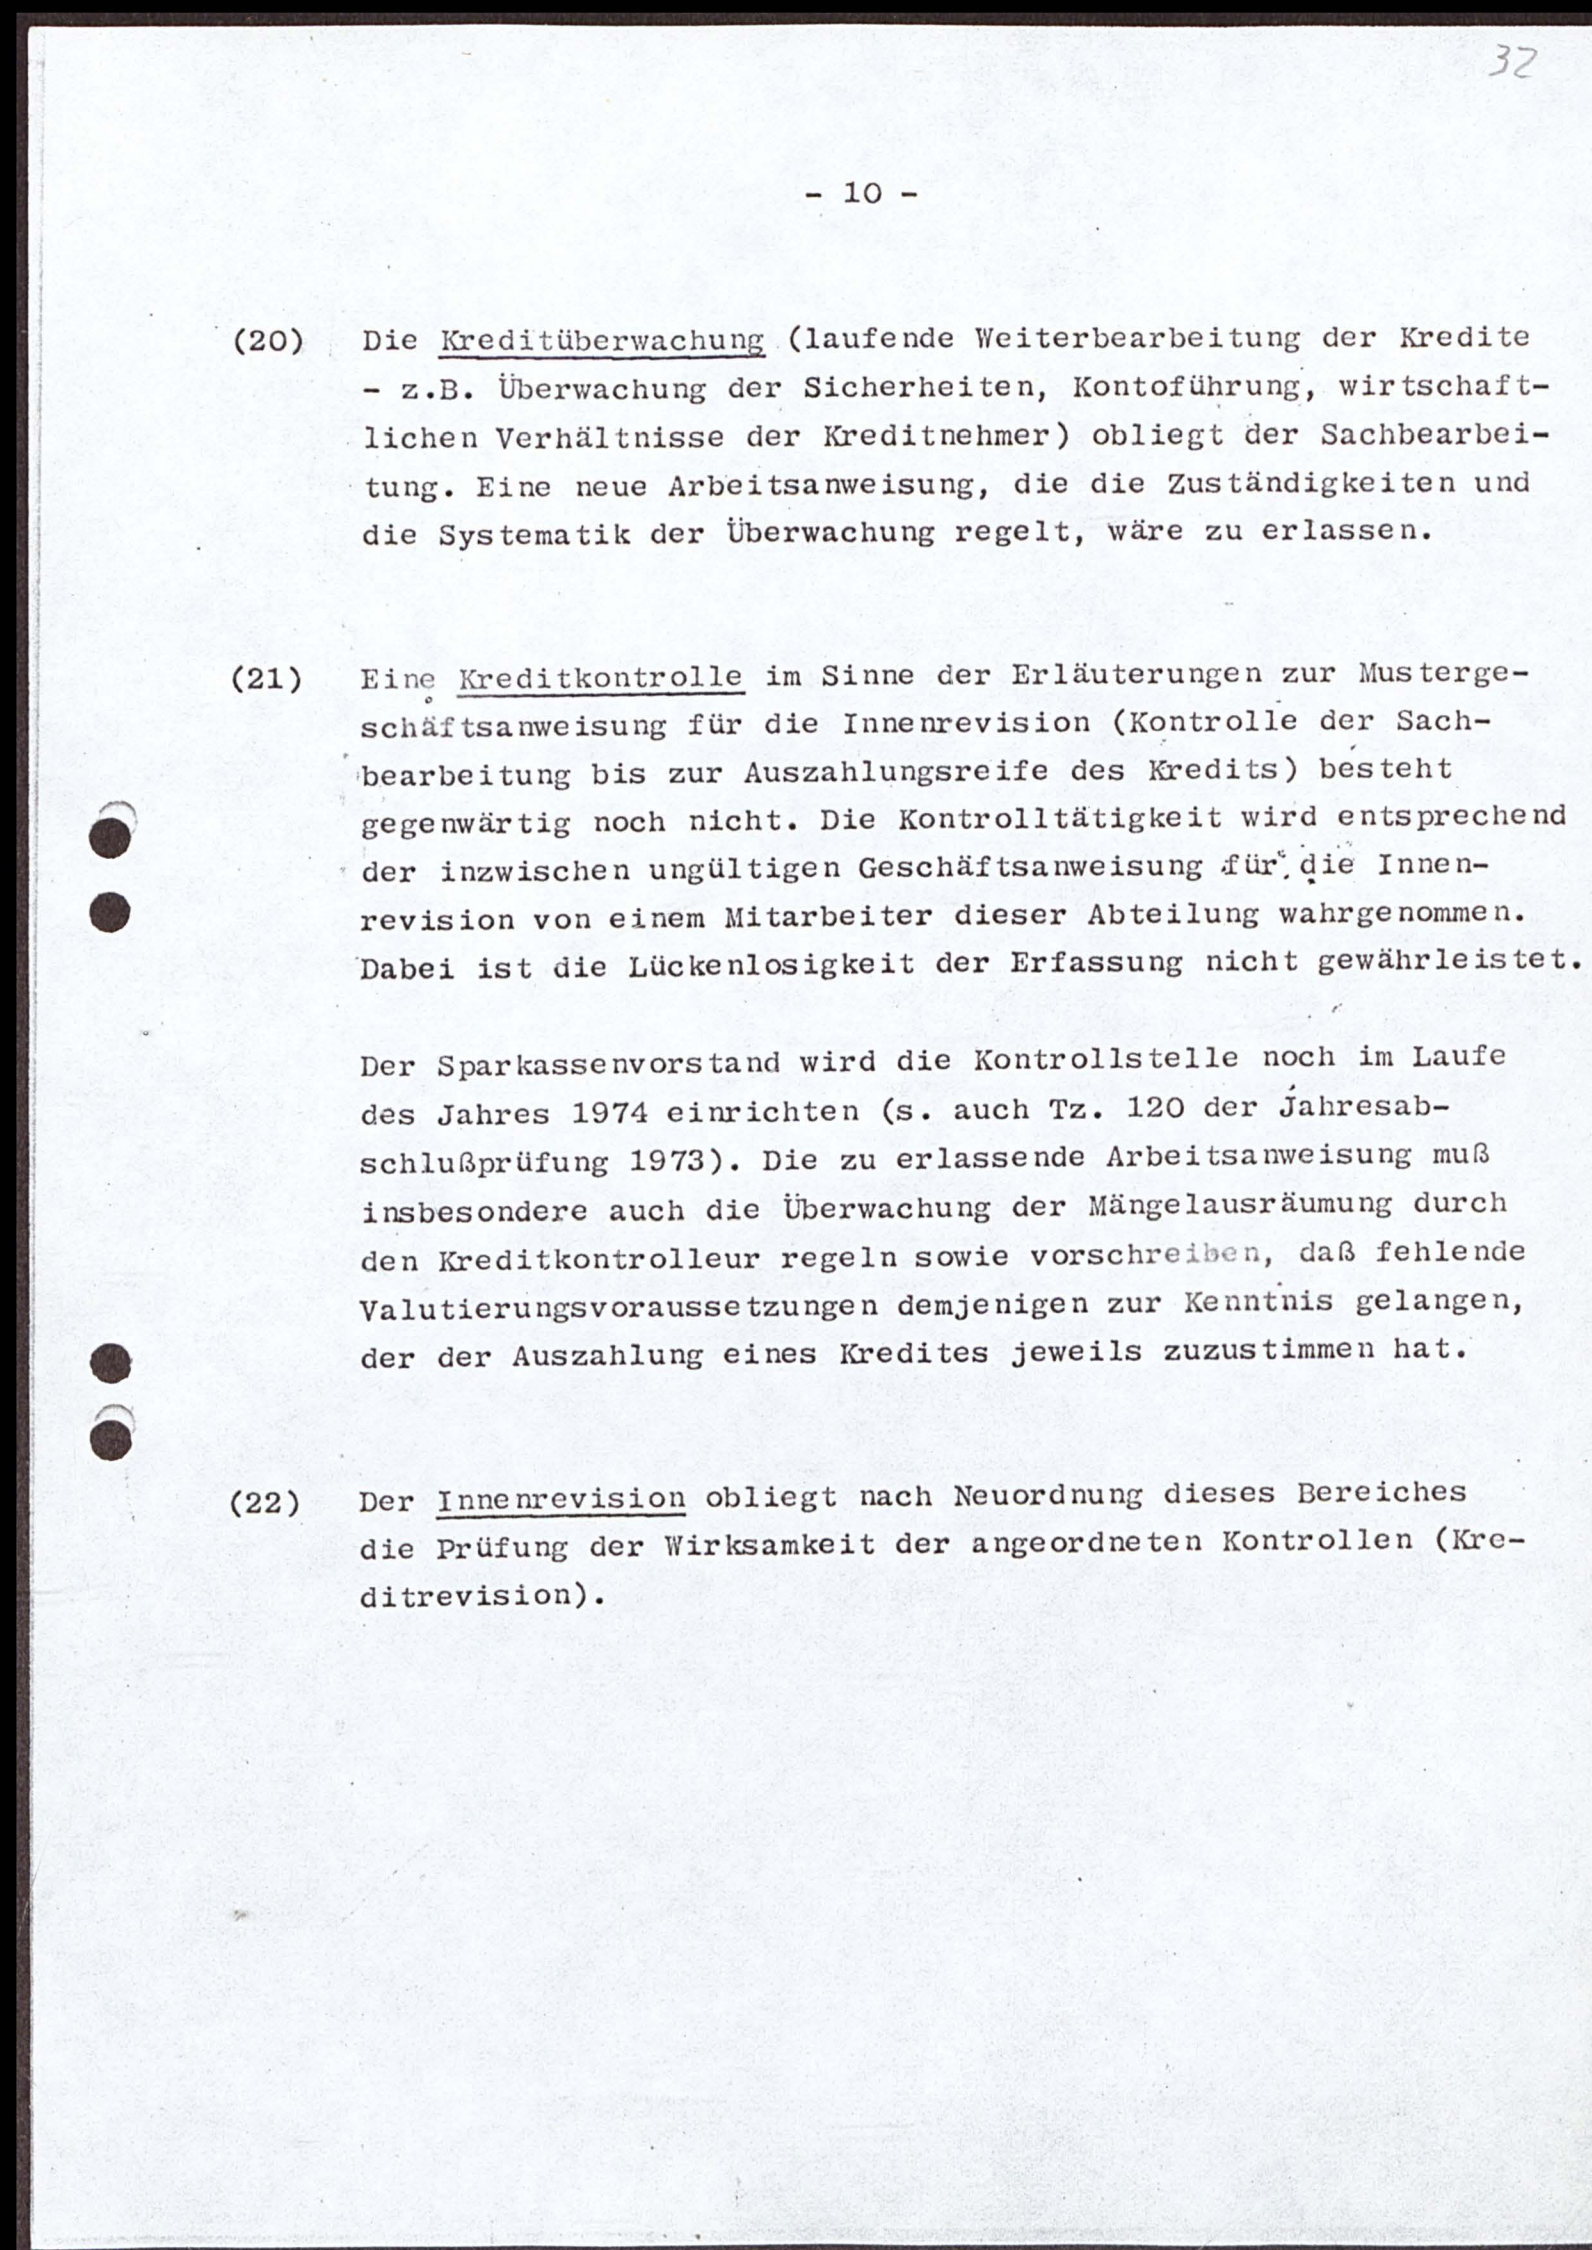 32
- 10 -
(20) Die Kreditüberwachung (laufende Weiterbearbeitung der Kredite
- z.B. Überwachung der Sicherheiten, Kontoführung, wirtschaft-
lichen Verhältnisse der Kreditnehmer) obliegt der Sachbearbei-
tung. Eine neue Arbeitsanweisung, die die Zuständigkeiten und
die Systematik der Überwachung regelt, wäre zu erlassen.
(21) Eine Kreditkontrolle im Sinne der Erläuterungen zur Musterge-
schäftsanweisung für die Innenrevision (Kontrolle der Sach-
bearbeitung bis zur Auszahlungsreife des Kredits) besteht
gegenwärtig noch nicht. Die Kontrolltätigkeit wird entsprechend
der inzwischen ungültigen Geschäftsanweisung für die Innen-
revision von einem Mitarbeiter dieser Abteilung wahrgenommen.
Dabei ist die Lückenlosigkeit der Erfassung nicht gewährleistet.
Der Sparkassenvorstand wird die Kontrollstelle noch im Laufe
des Jahres 1974 einrichten (s. auch Tz. 120 der Jahresab-
schlußprüfung 1973). Die zu erlassende Arbeitsanweisung muß
insbesondere auch die Überwachung der Mängelausräumung durch
den Kreditkontrolleur regeln sowie vorschreiben, daß fehlende
Valutierungsvoraussetzungen demjenigen zur Kenntnis gelangen,
der der Auszahlung eines Kredites jeweils zuzustimmen hat.
(22) Der Innenrevision obliegt nach Neuordnung dieses Bereiches
die Prüfung der Wirksamkeit der angeordneten Kontrollen (Kre-
ditrevision).